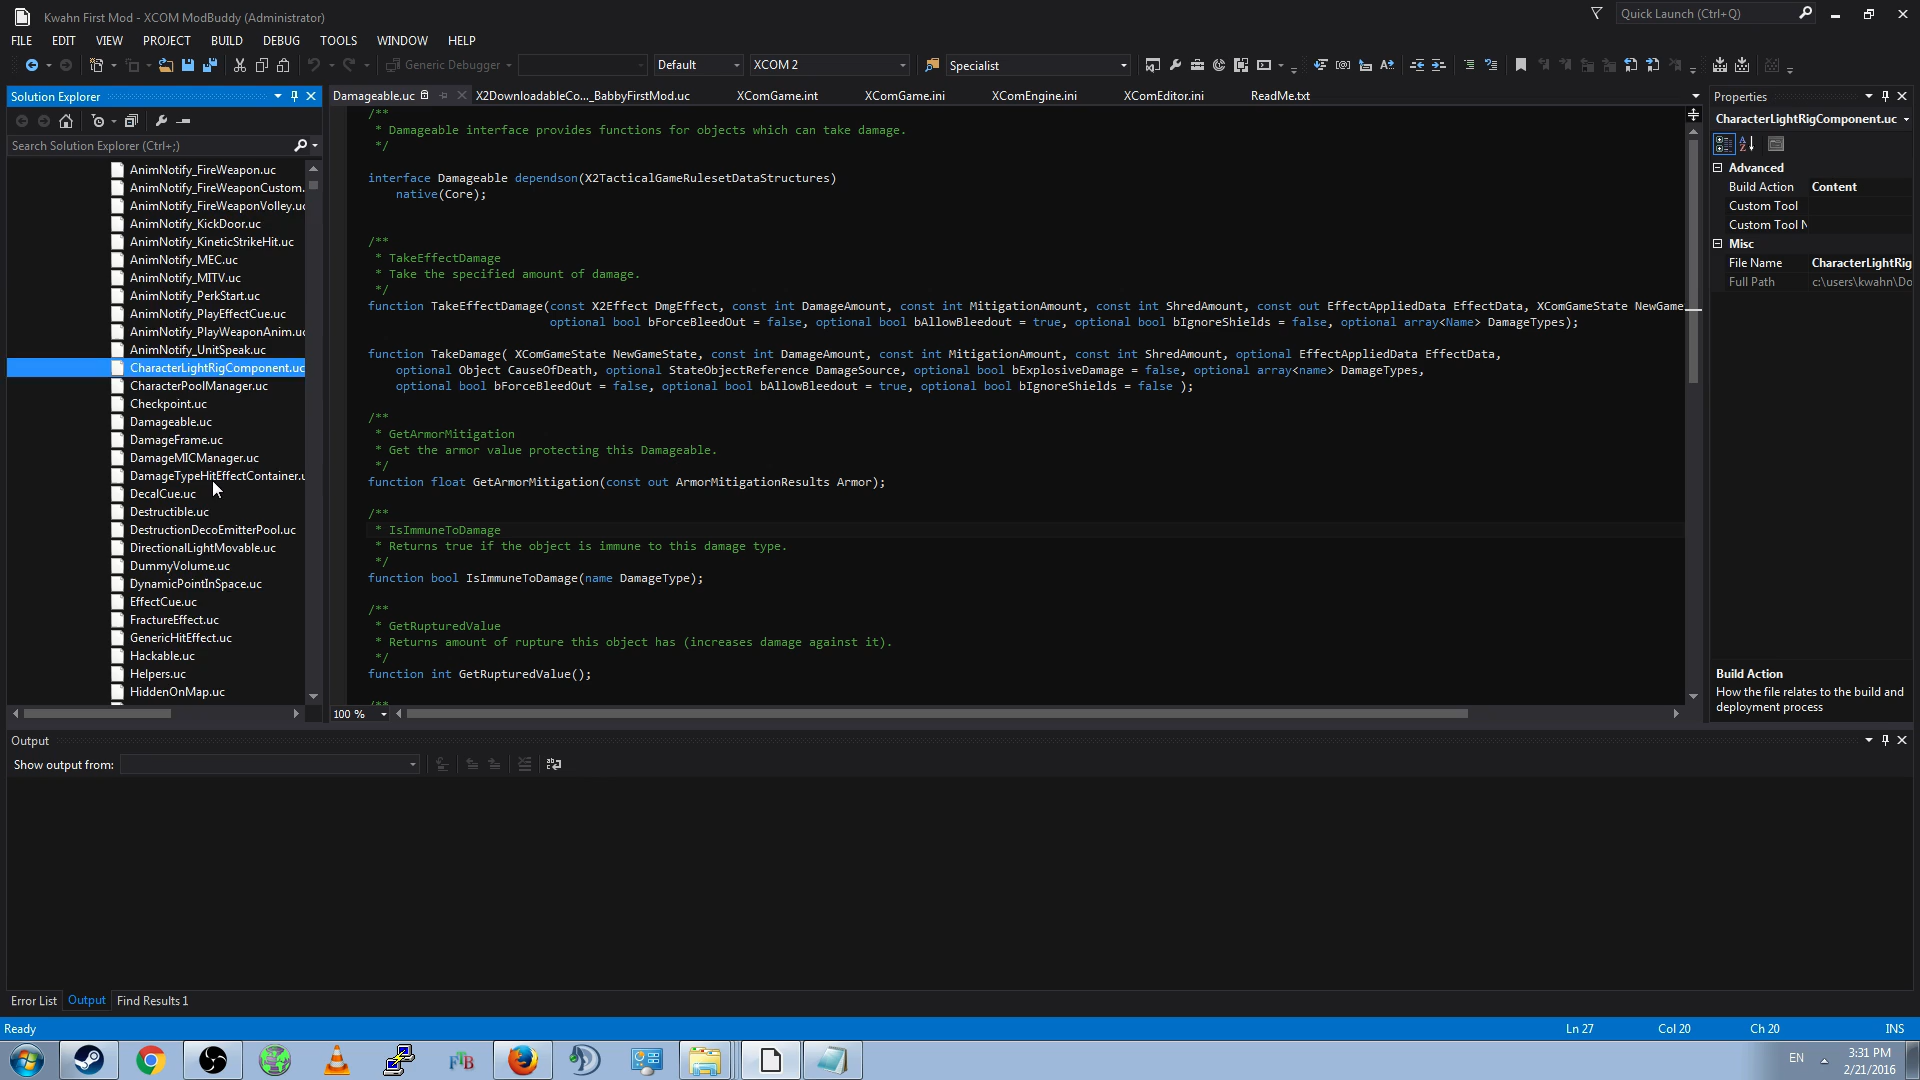 Kwahn First Mod - XCOM ModBuddy (Administrator)
Quick Launch (Ctrl+Q)
FILE EDIT VIEW PROJECT BUILD DEBUG TOOLS WINDOW HELP
Generic Debugger Default XCOM 2 Specialist
Solution Explorer
Damageable.uc X2DownloadableCo..._BabbyFirstMod.uc XComGame.int XComGame.ini XComEngine.ini XComEditor.ini ReadMe.txt
Search Solution Explorer (Ctrl+;)
AnimNotify_FireWeapon.uc
AnimNotify_FireWeaponCustom.
AnimNotify_FireWeaponVolley.uc
AnimNotify_KickDoor.uc
AnimNotify_KineticStrikeHit.uc
AnimNotify_MEC.uc
AnimNotify_MITV.uc
AnimNotify_PerkStart.uc
AnimNotify_PlayEffectCue.uc
AnimNotify_PlayWeaponAnim.uc
AnimNotify_UnitSpeak.uc
CharacterLightRigComponent.uc
CharacterPoolManager.uc
Checkpoint.uc
Damageable.uc
DamageFrame.uc
DamageMICManager.uc
DamageTypeHitEffectContainer.u
DecalCue.uc
Destructible.uc
DestructionDecoEmitterPool.uc
DirectionalLightMovable.uc
DummyVolume.uc
DynamicPointInSpace.uc
EffectCue.uc
FractureEffect.uc
GenericHitEffect.uc
Hackable.uc
Helpers.uc
HiddenOnMap.uc
/**
* Damageable interface provides functions for objects which can take damage.
*/
interface Damageable dependson(X2TacticalGameRulesetDataStructures)
native(Core);
/**
* TakeEffectDamage
* Take the specified amount of damage.
*/
function TakeEffectDamage(const X2Effect DmgEffect, const int DamageAmount, const int MitigationAmount, const int ShredAmount, const out EffectAppliedData EffectData, XComGameState NewGame
optional bool bForceBleedOut = false, optional bool bAllowBleedout = true, optional bool bIgnoreShields = false, optional array<Name> DamageTypes);
function TakeDamage( XComGameState NewGameState, const int DamageAmount, const int MitigationAmount, const int ShredAmount, optional EffectAppliedData EffectData,
optional Object CauseOfDeath, optional StateObjectReference DamageSource, optional bool bExplosiveDamage = false, optional array<name> DamageTypes,
optional bool bForceBleedOut = false, optional bool bAllowBleedout = true, optional bool bIgnoreShields = false );
/**
* GetArmorMitigation
* Get the armor value protecting this Damageable.
*/
function float GetArmorMitigation(const out ArmorMitigationResults Armor);
/**
* IsImmuneToDamage
* Returns true if the object is immune to this damage type.
*/
function bool IsImmuneToDamage(name DamageType);
/**
* GetRupturedValue
* Returns amount of rupture this object has (increases damage against it).
*/
function int GetRupturedValue();
/**
100 %
Properties
CharacterLightRigComponent.uc
Advanced
Build Action Content
Custom Tool
Custom Tool N
Misc
File Name CharacterLightRig
Full Path c:\users\kwahn\Do
Build Action
How the file relates to the build and
deployment process
Output
Show output from:
Error List Output Find Results 1
Ready Ln 27 Col 20 Ch 20 INS
FTB
EN
3:31 PM
2/21/2016